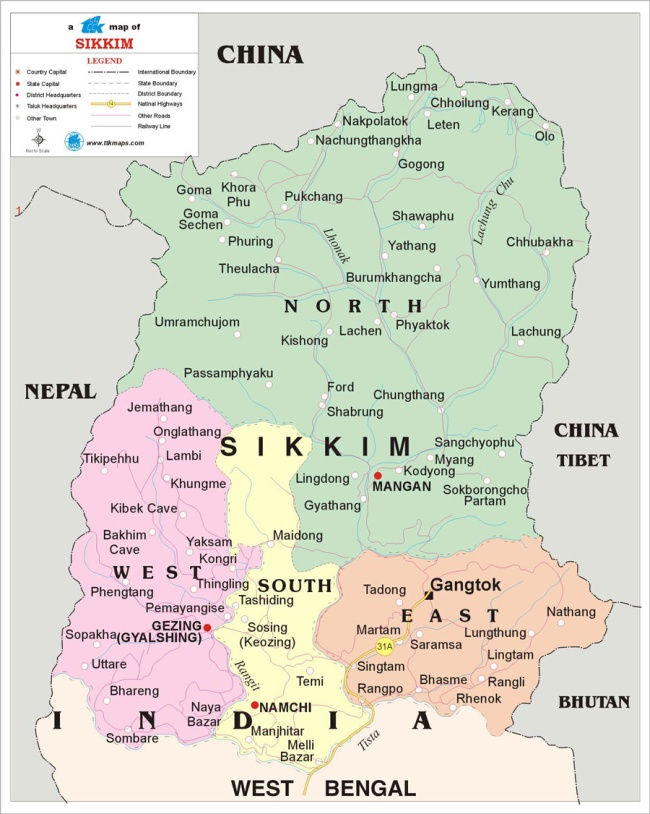 a map of
SIKKIM
LEGEND
Country Capital
State Capital
District Headquarters
Taluk Headquarters
Other Town
International Boundary
State Boundary
District Boundary
Natinal Highways
Other Roads
Railway Line
Not to Scale
www.ttkmaps.com
1
CHINA
Lungma
Chhoilung
Kerang
Nakpolatok
Leten
Olo
Nachungthangkha
Gogong
Goma
Khora
Phu
Pukchang
Lachung Chu
Goma
Sechen
Shawaphu
Phuring
Lhonak
Yathang
Chhubakha
Theulacha
Burumkhangcha
Yumthang
NORTH
Umramchujom
Kishong
Lachen
Phyaktok
Lachung
Passamphyaku
NEPAL
Ford
Chungthang
Shabrung
Jemathang
Onglathang
SIKKIM
Sangchyophu
CHINA
TIBET
Tikipehhu
Lambi
Myang
Kodyong
Khungme
Lingdong
MANGAN
Sokborongcho
Partam
Gyathang
Kibek Cave
Bakhim
Cave
Yaksam
Maidong
Kongri
WEST
Thingling
SOUTH
Phengtang
Tadong
Gangtok
Pemayangise
Tashiding
EAST
Nathang
GEZING
(GYALSHING)
Sosing
(Keozing)
Martam
31A
Saramsa
Lungthung
Sopakha
Uttare
Rangit
Singtam
Lingtam
Temi
Rangpo
Bhasme
Rangli
Bhareng
Rhenok
BHUTAN
Naya
Bazar
NAMCHI
INDIA
Sombare
Manjhitar
Melli
Bazar
Tista
WEST BENGAL